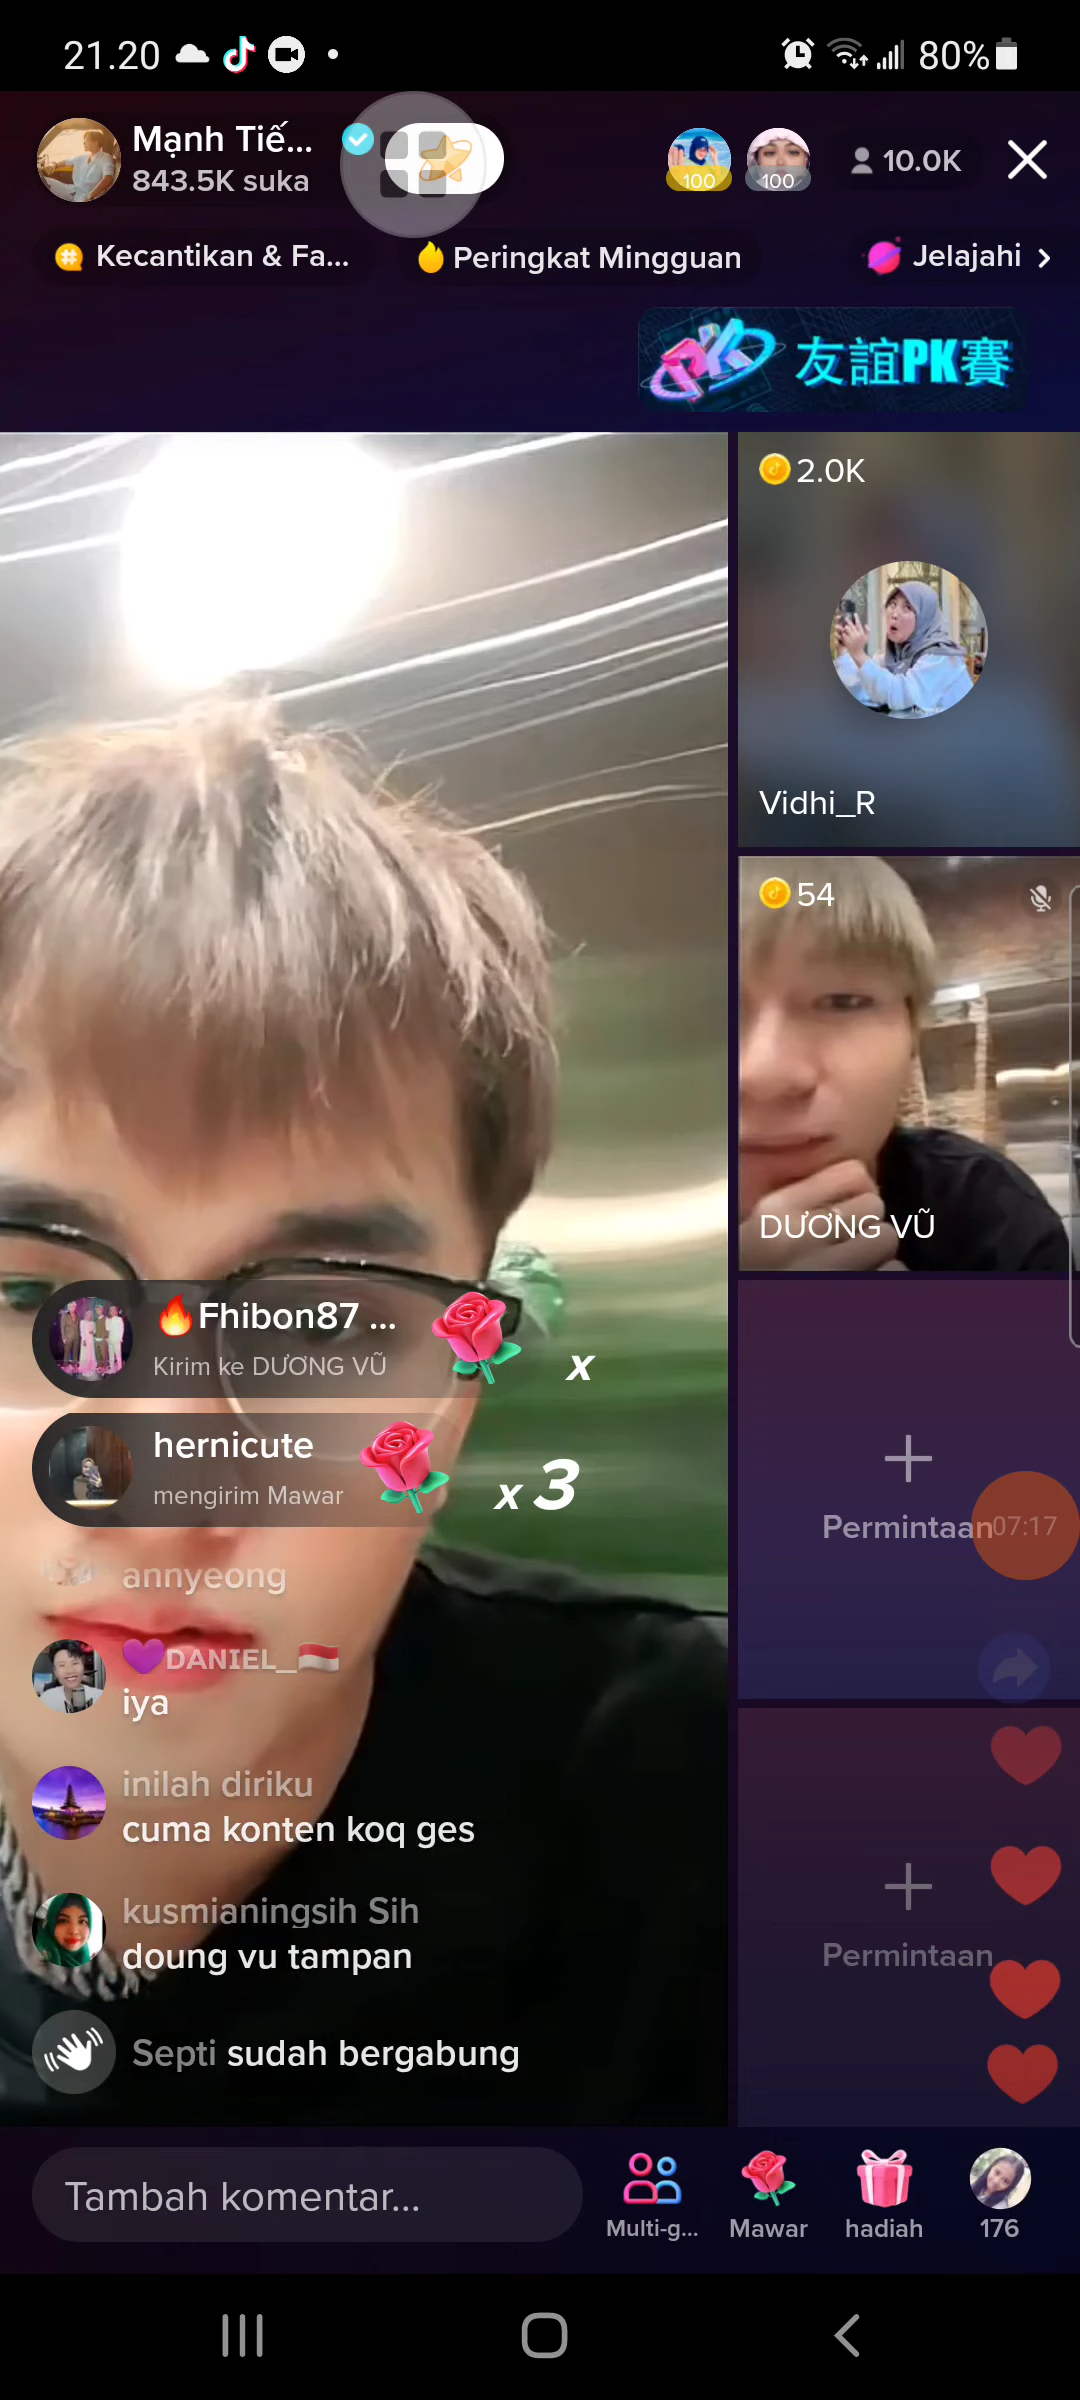 21.20
80%
Mạnh Tiế...
843.5K suka
100
100
10.0K
Kecantikan & Fa...
Peringkat Mingguan
Jelajahi
友誼PK賽
2.0K
Vidhi_R
54
DƯƠNG VŨ
🔥Fhibon87 ...
Kirim ke DƯƠNG VŨ
x
hernicute
mengirim Mawar
x 3
annyeong
💜DANIEL_🇮🇩
iya
inilah diriku
cuma konten koq ges
kusmianingsih Sih
doung vu tampan
Septi sudah bergabung
Permintaan
07:17
Permintaan
Tambah komentar...
Multi-g...
Mawar
hadiah
176